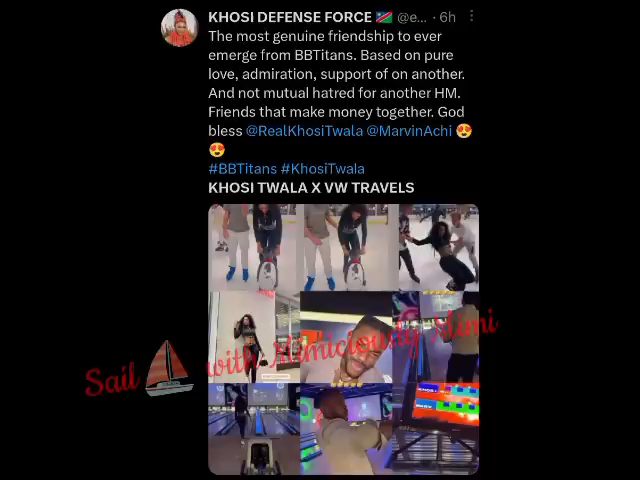 KHOSI DEFENSE FORCE 🇳🇦 @e... · 6h
The most genuine friendship to ever
emerge from BBTitans. Based on pure
love, admiration, support of on another.
And not mutual hatred for another HM.
Friends that make money together. God
bless @RealKhosiTwala @MarvinAchi 😍
😍
#BBTitans #KhosiTwala
KHOSI TWALA X VW TRAVELS
Sail with Mimiciously Mimi